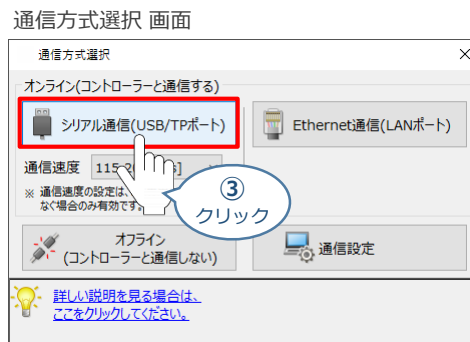 通信方式選択 画面
通信方式選択
オンライン(コントローラーと通信する)
シリアル通信(USB/TPポート)
Ethernet通信(LANポート)
通信速度 115
※ 通信速度の設定は、
なぐ場合のみ有効です。
③
クリック
オフライン
(コントローラーと通信しない)
通信設定
詳しい説明を見る場合は、
ここをクリックしてください。